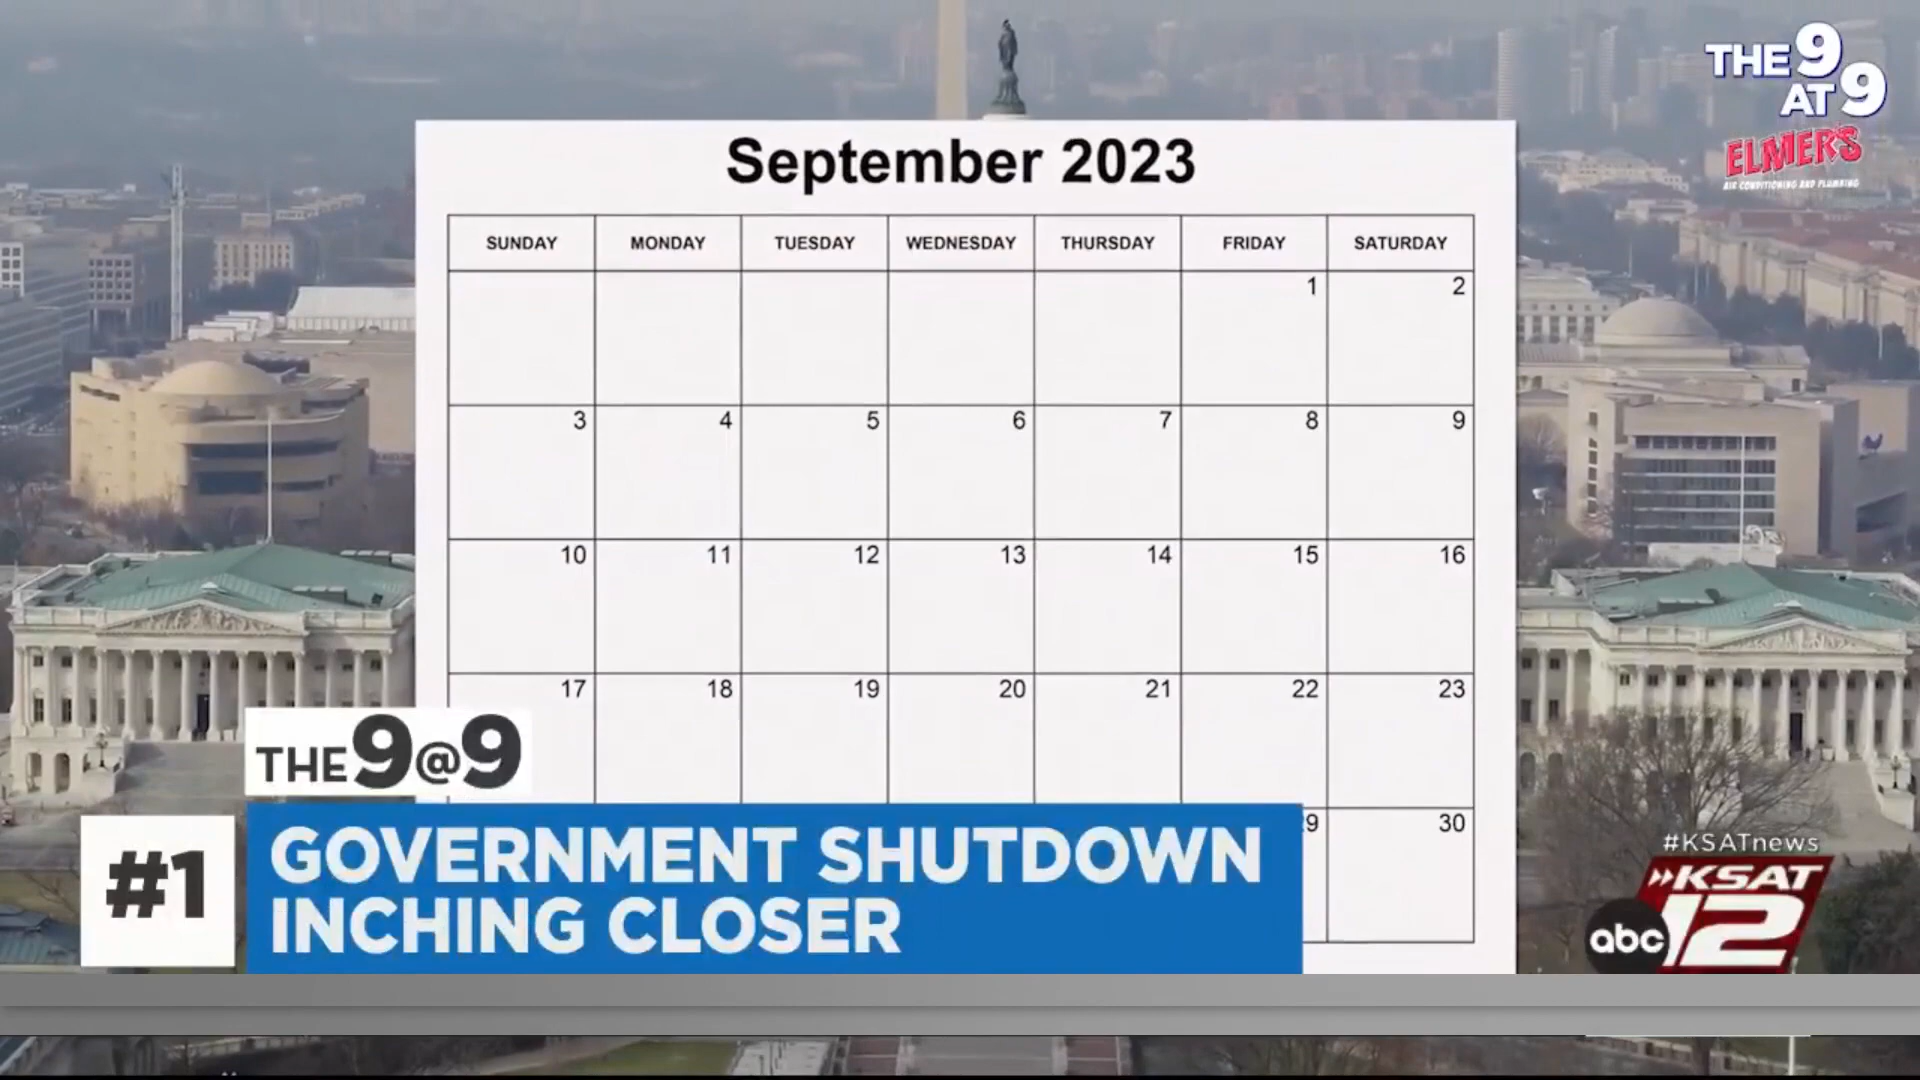 THE 9
AT 9
ELMER'S
AIR CONDITIONING AND PLUMBING
September 2023
SUNDAY MONDAY TUESDAY WEDNESDAY THURSDAY FRIDAY SATURDAY
1 2
3 4 5 6 7 8 9
10 11 12 13 14 15 16
17 18 19 20 21 22 23
29 30
THE 9@9
#1
GOVERNMENT SHUTDOWN
INCHING CLOSER
#KSATnews
KSAT
abc 12